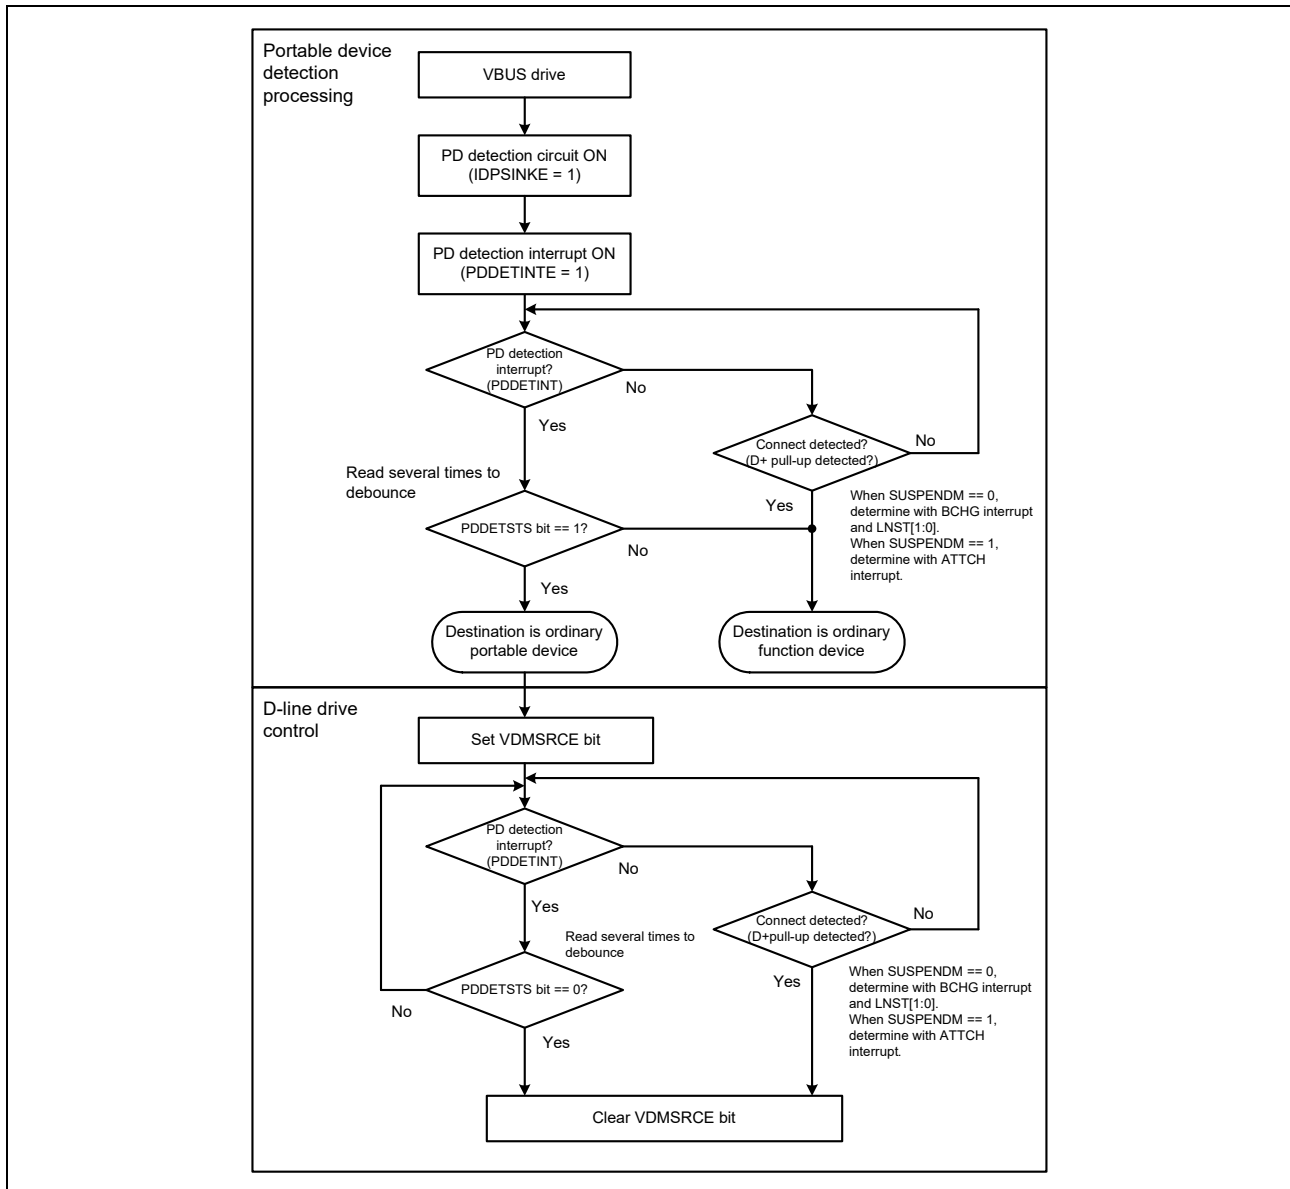 Portable device
detection
processing
VBUS drive
PD detection circuit ON
(IDPSINKE = 1)
PD detection interrupt ON
(PDDETINTE = 1)
PD detection
interrupt?
(PDDETINT)
No
Yes
Connect detected?
(D+ pull-up detected?)
No
Yes
When SUSPENDM == 0,
determine with BCHG interrupt
and LNST[1:0].
When SUSPENDM == 1,
determine with ATTCH
interrupt.
Read several times to
debounce
PDDETSTS bit == 1?
No
Yes
Destination is ordinary
portable device
Destination is ordinary
function device
D-line drive
control
Set VDMSRCE bit
PD detection
interrupt?
(PDDETINT)
No
Yes
Connect detected?
(D+pull-up detected?)
No
Yes
When SUSPENDM == 0,
determine with BCHG interrupt
and LNST[1:0].
When SUSPENDM == 1,
determine with ATTCH
interrupt.
Read several times to
debounce
PDDETSTS bit == 0?
No
Yes
Clear VDMSRCE bit